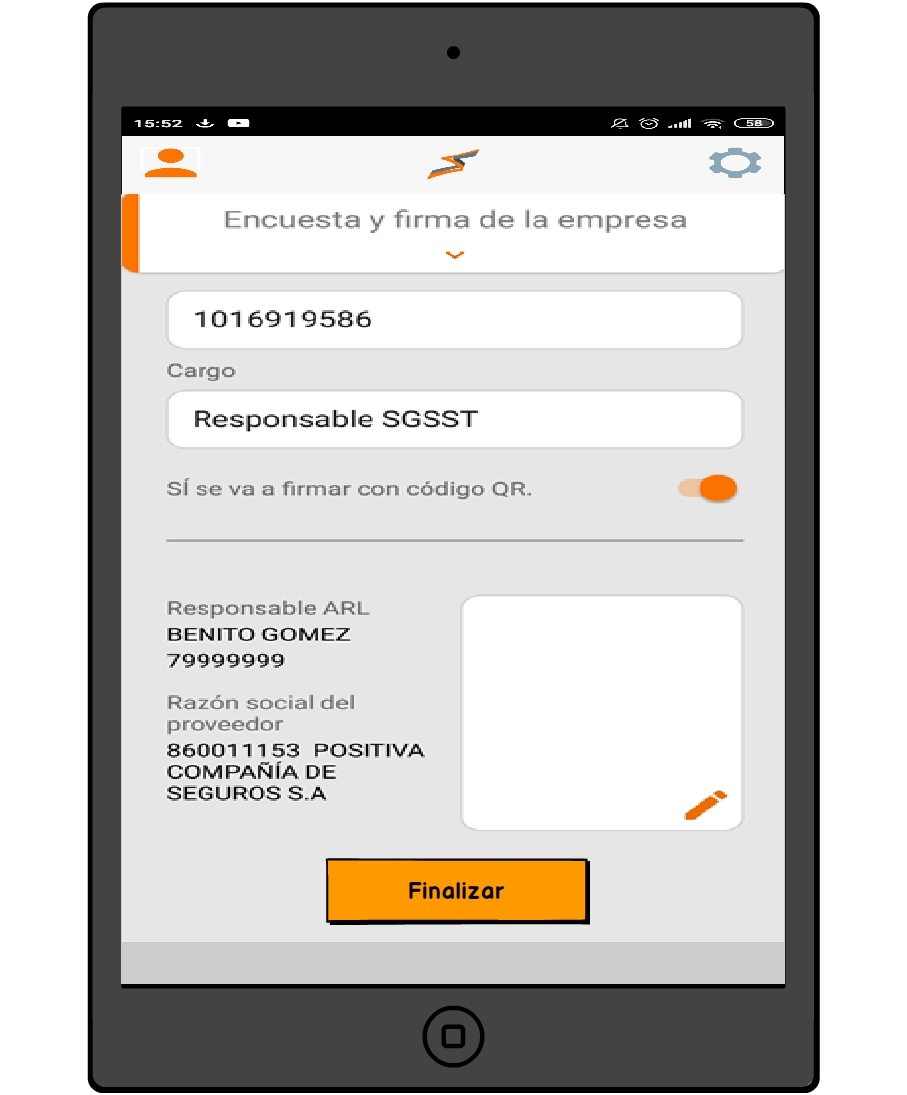 15:52
58
Encuesta y firma de la empresa
1016919586
Cargo
Responsable SGSST
SÍ se va a firmar con código QR.
Responsable ARL
BENITO GOMEZ
79999999
Razón social del
proveedor
860011153 POSITIVA
COMPAÑÍA DE
SEGUROS S.A
Finalizar